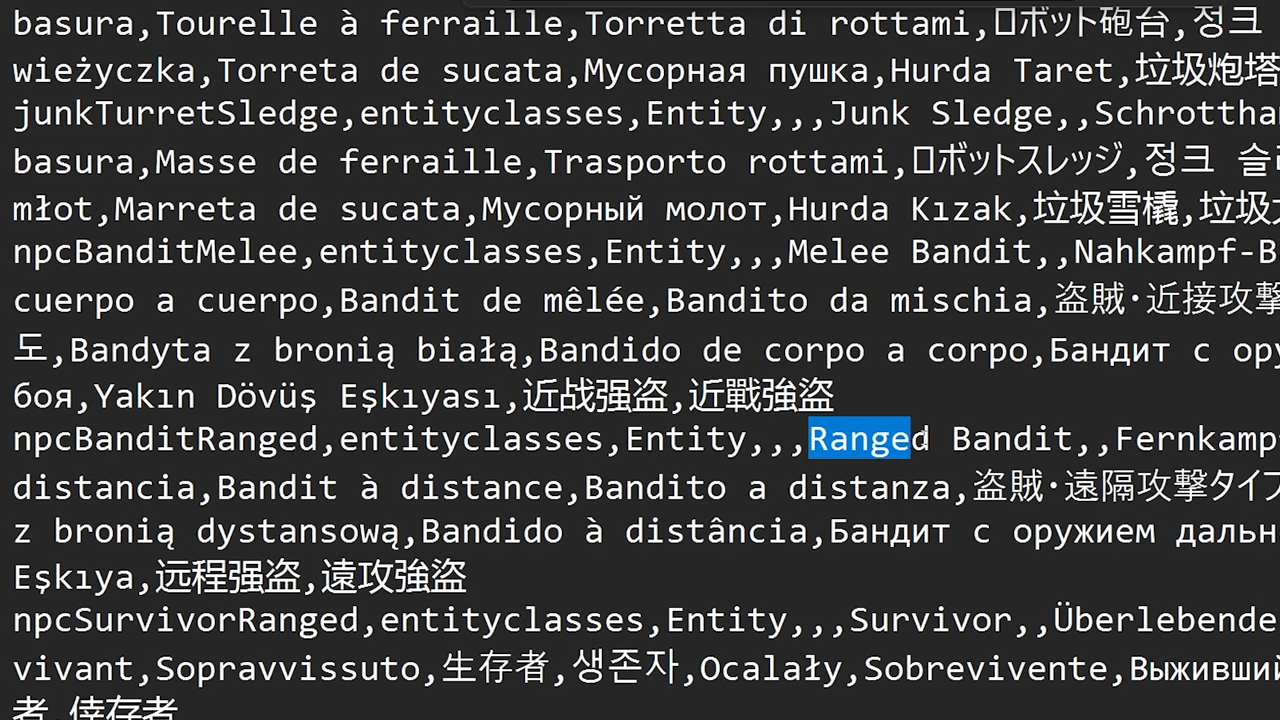 basura,Tourelle à ferraille,Torretta di rottami,ロボット砲台,정크
wieżyczka,Torreta de sucata,Мусорная пушка,Hurda Taret,垃圾炮塔
junkTurretSledge,entityclasses,Entity,,,Junk Sledge,,Schrottha
basura,Masse de ferraille,Trasporto rottami,ロボットスレッジ,정크 슬
młot,Marreta de sucata,Мусорный молот,Hurda Kızak,垃圾雪橇,垃圾
npcBanditMelee,entityclasses,Entity,,,Melee Bandit,,Nahkampf-B
cuerpo a cuerpo,Bandit de mêlée,Bandito da mischia,盗賊･近接攻撃
도,Bandyta z bronią białą,Bandido de corpo a corpo,Бандит с ору
боя,Yakın Dövüş Eşkıyası,近战强盗,近戰強盜
npcBanditRanged,entityclasses,Entity,,,Ranged Bandit,,Fernkamp
distancia,Bandit à distance,Bandito a distanza,盗賊･遠隔攻撃タイプ
z bronią dystansową,Bandido à distância,Бандит с оружием дальн
Eşkıya,远程强盗,遠攻強盜
npcSurvivorRanged,entityclasses,Entity,,,Survivor,,Überlebende
vivant,Sopravvissuto,生存者,생존자,Ocalały,Sobrevivente,Выживший
者,倖存者